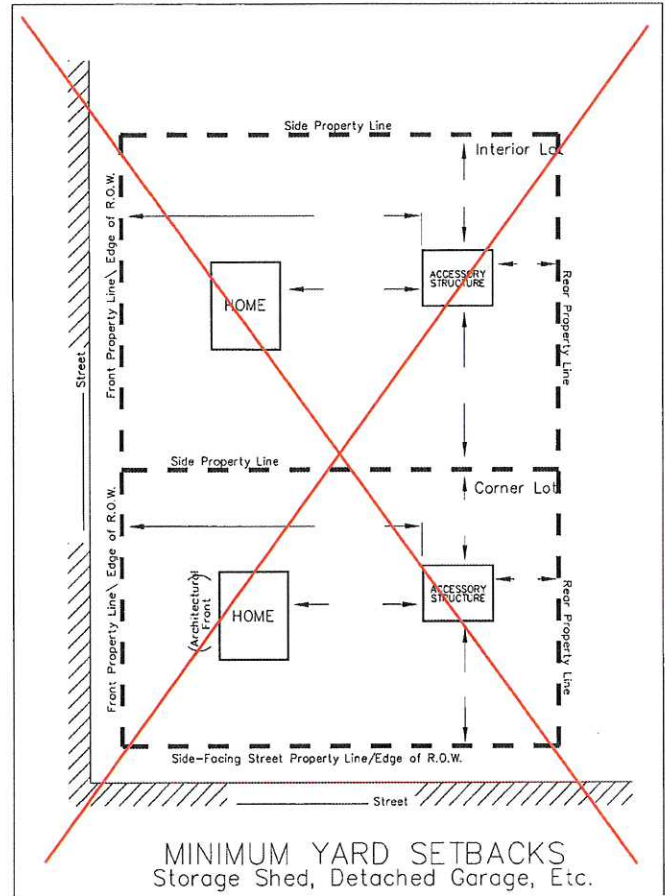 Side Property Line
Interior Lot
Front Property Line\ Edge of R.O.W.
ACCESSORY
STRUCTURE
HOME
Rear Property Line
Street
Side Property Line
Corner Lot
Front Property Line\ Edge of R.O.W.
ACCESSORY
STRUCTURE
(Architectural
Front)
HOME
Rear Property Line
Side-Facing Street Property Line/Edge of R.O.W.
Street
MINIMUM YARD SETBACKS
Storage Shed, Detached Garage, Etc.